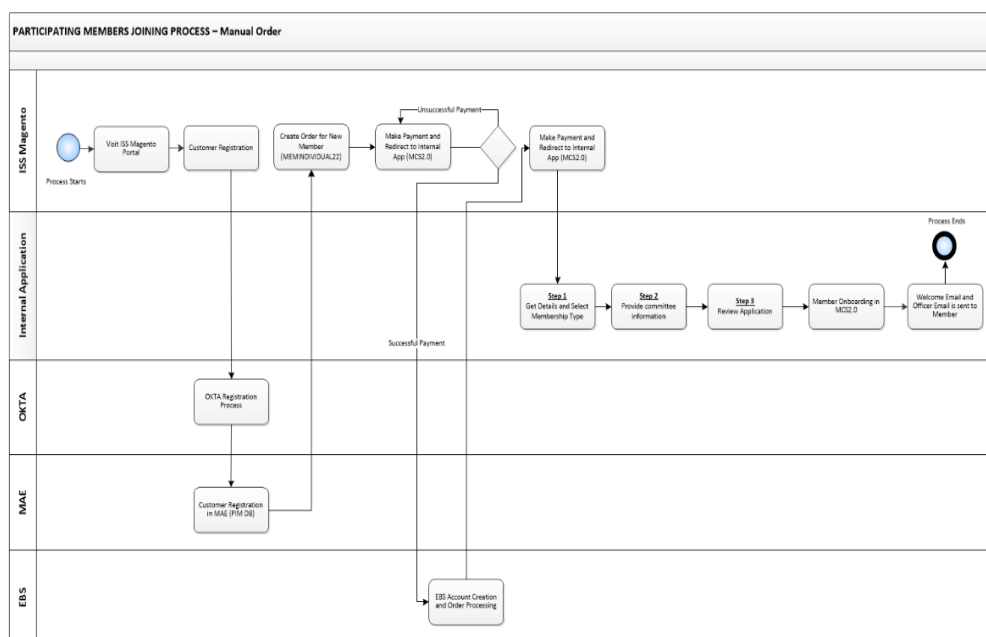 PARTICIPATING MEMBERS JOINING PROCESS – Manual Order
ISS Magento
Process Starts
Visit ISS Magento
Portal
Customer Registration
Create Order for New
Member
(MEMINDIVIDUAL22)
Make Payment and
Redirect to Internal
App (MCS2.0)
Unsuccessful Payment
Make Payment and
Redirect to Internal
App (MCS2.0)
Internal Application
Successful Payment
Step 1
Get Details and Select
Membership Type
Step 2
Provide committee
information
Step 3
Review Application
Member Onboarding in
MCS2.0
Welcome Email and
Officer Email is sent to
Member
Process Ends
OKTA
OKTA Registration
Process
MAE
Customer Registration
in MAE (PIM DB)
EBS
EBS Account Creation
and Order Processing